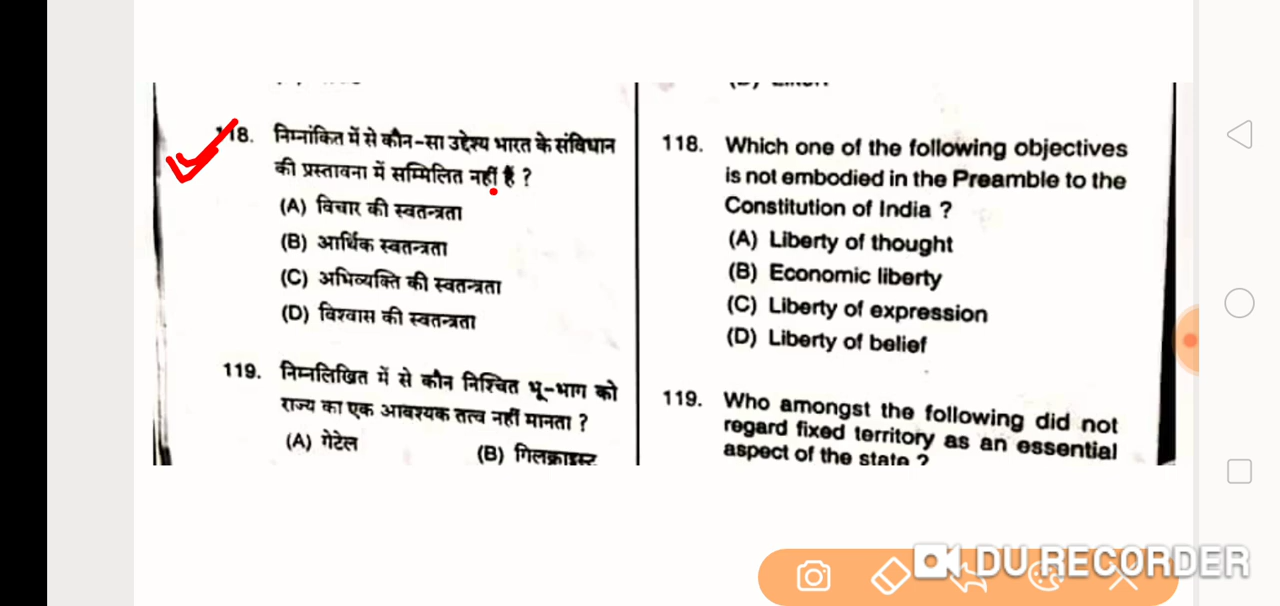 118. निम्नांकित में से कौन-सा उद्देश्य भारत के संविधान
की प्रस्तावना में सम्मिलित नहीं है ?
(A) विचार की स्वतन्त्रता
(B) आर्थिक स्वतन्त्रता
(C) अभिव्यक्ति की स्वतन्त्रता
(D) विश्वास की स्वतन्त्रता
119. निम्नलिखित में से कौन निश्चित भू-भाग को
राज्य का एक आवश्यक तत्व नहीं मानता ?
(A) गेटेल (B) गिलक्राइस्ट
118. Which one of the following objectives
is not embodied in the Preamble to the
Constitution of India ?
(A) Liberty of thought
(B) Economic liberty
(C) Liberty of expression
(D) Liberty of belief
119. Who amongst the following did not
regard fixed territory as an essential
aspect of the state ?
DU RECORDER